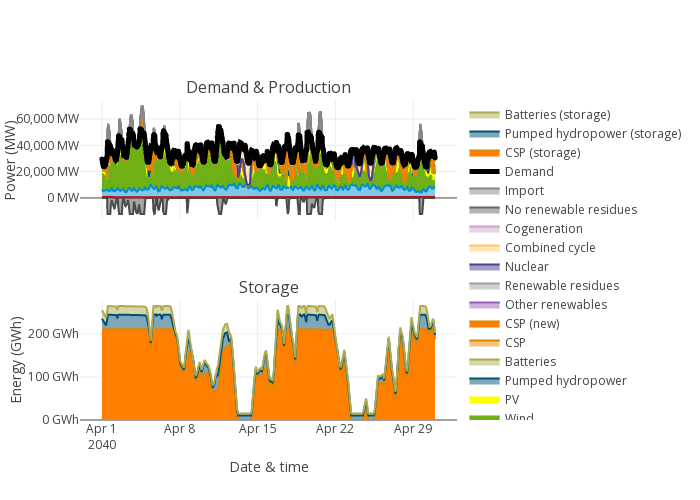 Demand & Production
Power (MW)
60,000 MW
40,000 MW
20,000 MW
0 MW
Storage
Energy (GWh)
200 GWh
100 GWh
0 GWh
Apr 1
2040
Apr 8
Apr 15
Apr 22
Apr 29
Date & time
Batteries (storage)
Pumped hydropower (storage)
CSP (storage)
Demand
Import
No renewable residues
Cogeneration
Combined cycle
Nuclear
Renewable residues
Other renewables
CSP (new)
CSP
Batteries
Pumped hydropower
PV
Wind